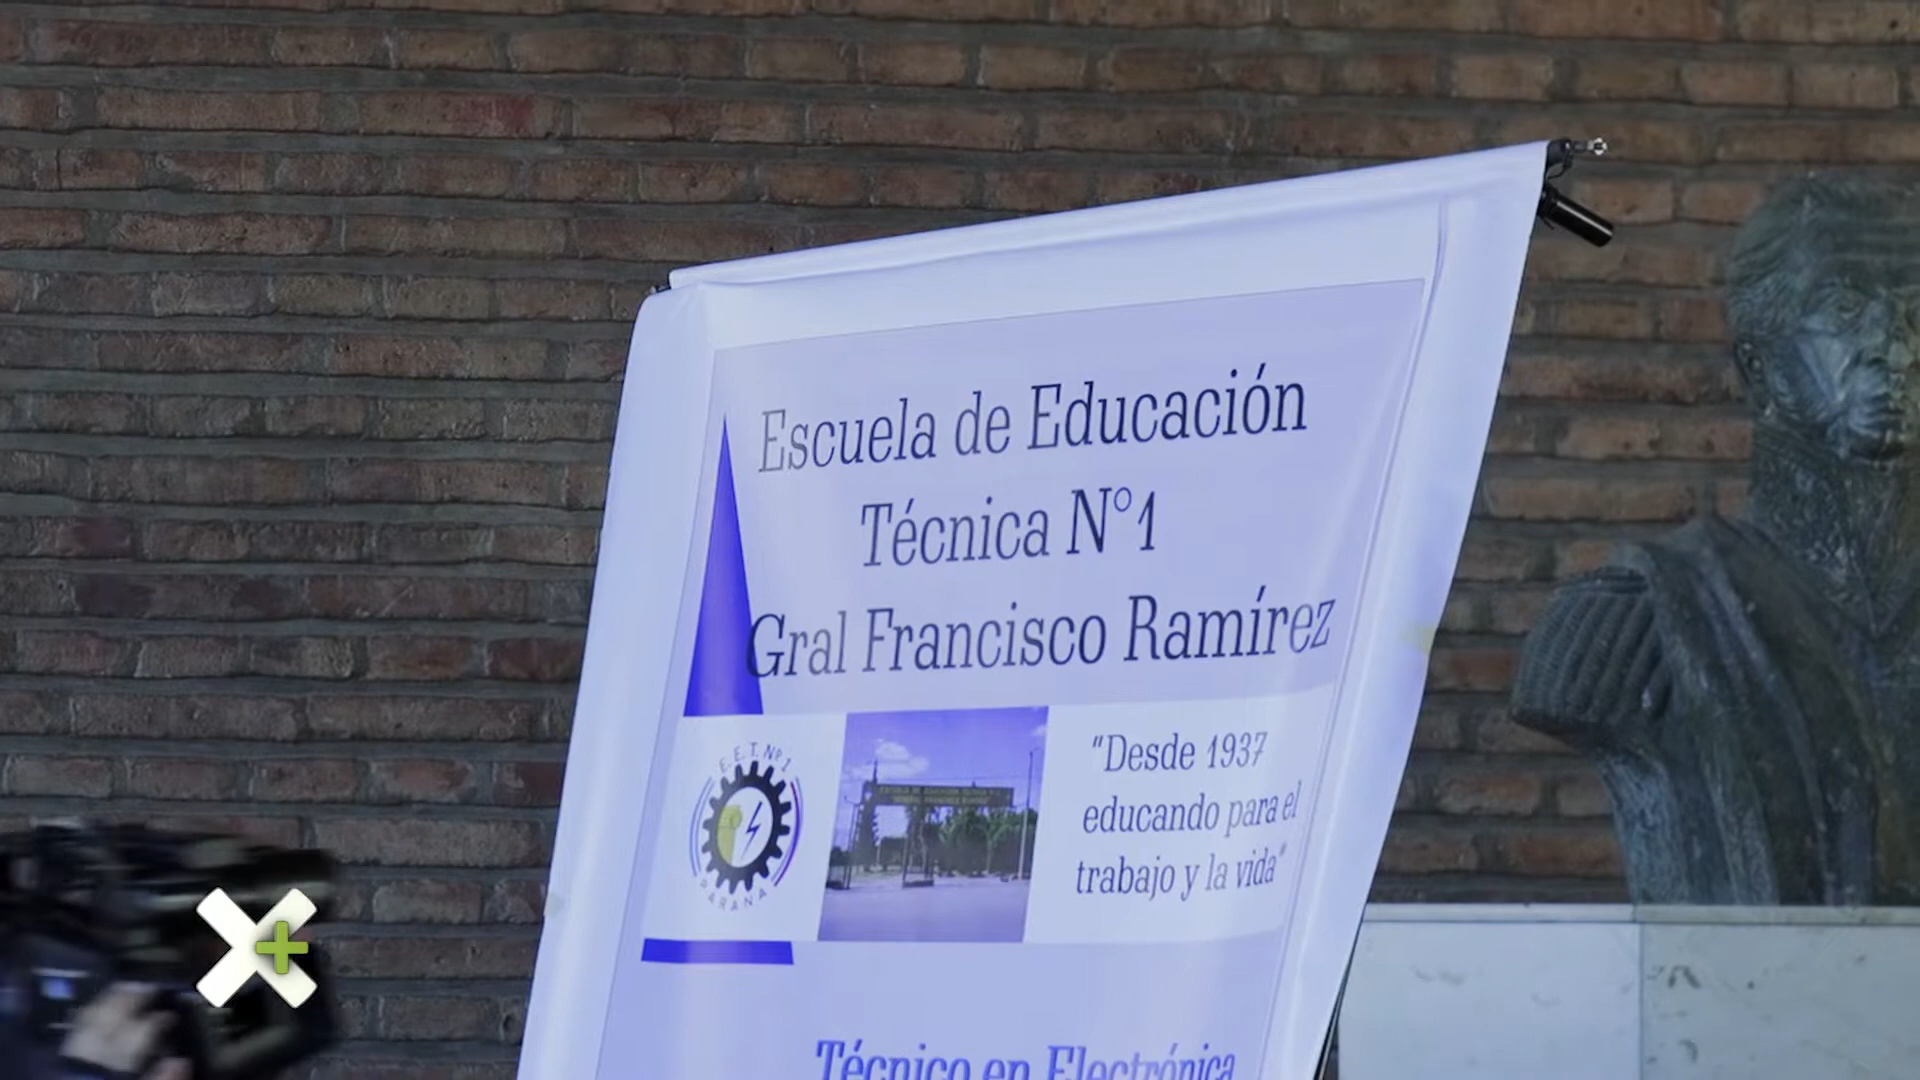 Escuela de Educación
Técnica N°1
Gral Francisco Ramírez
E.E.T. Nº 1
PARANA
"Desde 1937
educando para el
trabajo y la vida"
Técnico en Electrónica